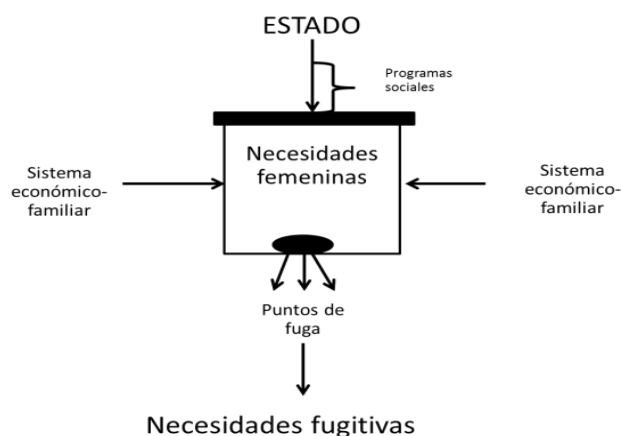 ESTADO
Programas
sociales
Necesidades
femeninas
Sistema
económico-
familiar
Sistema
económico-
familiar
Puntos de
fuga
Necesidades fugitivas